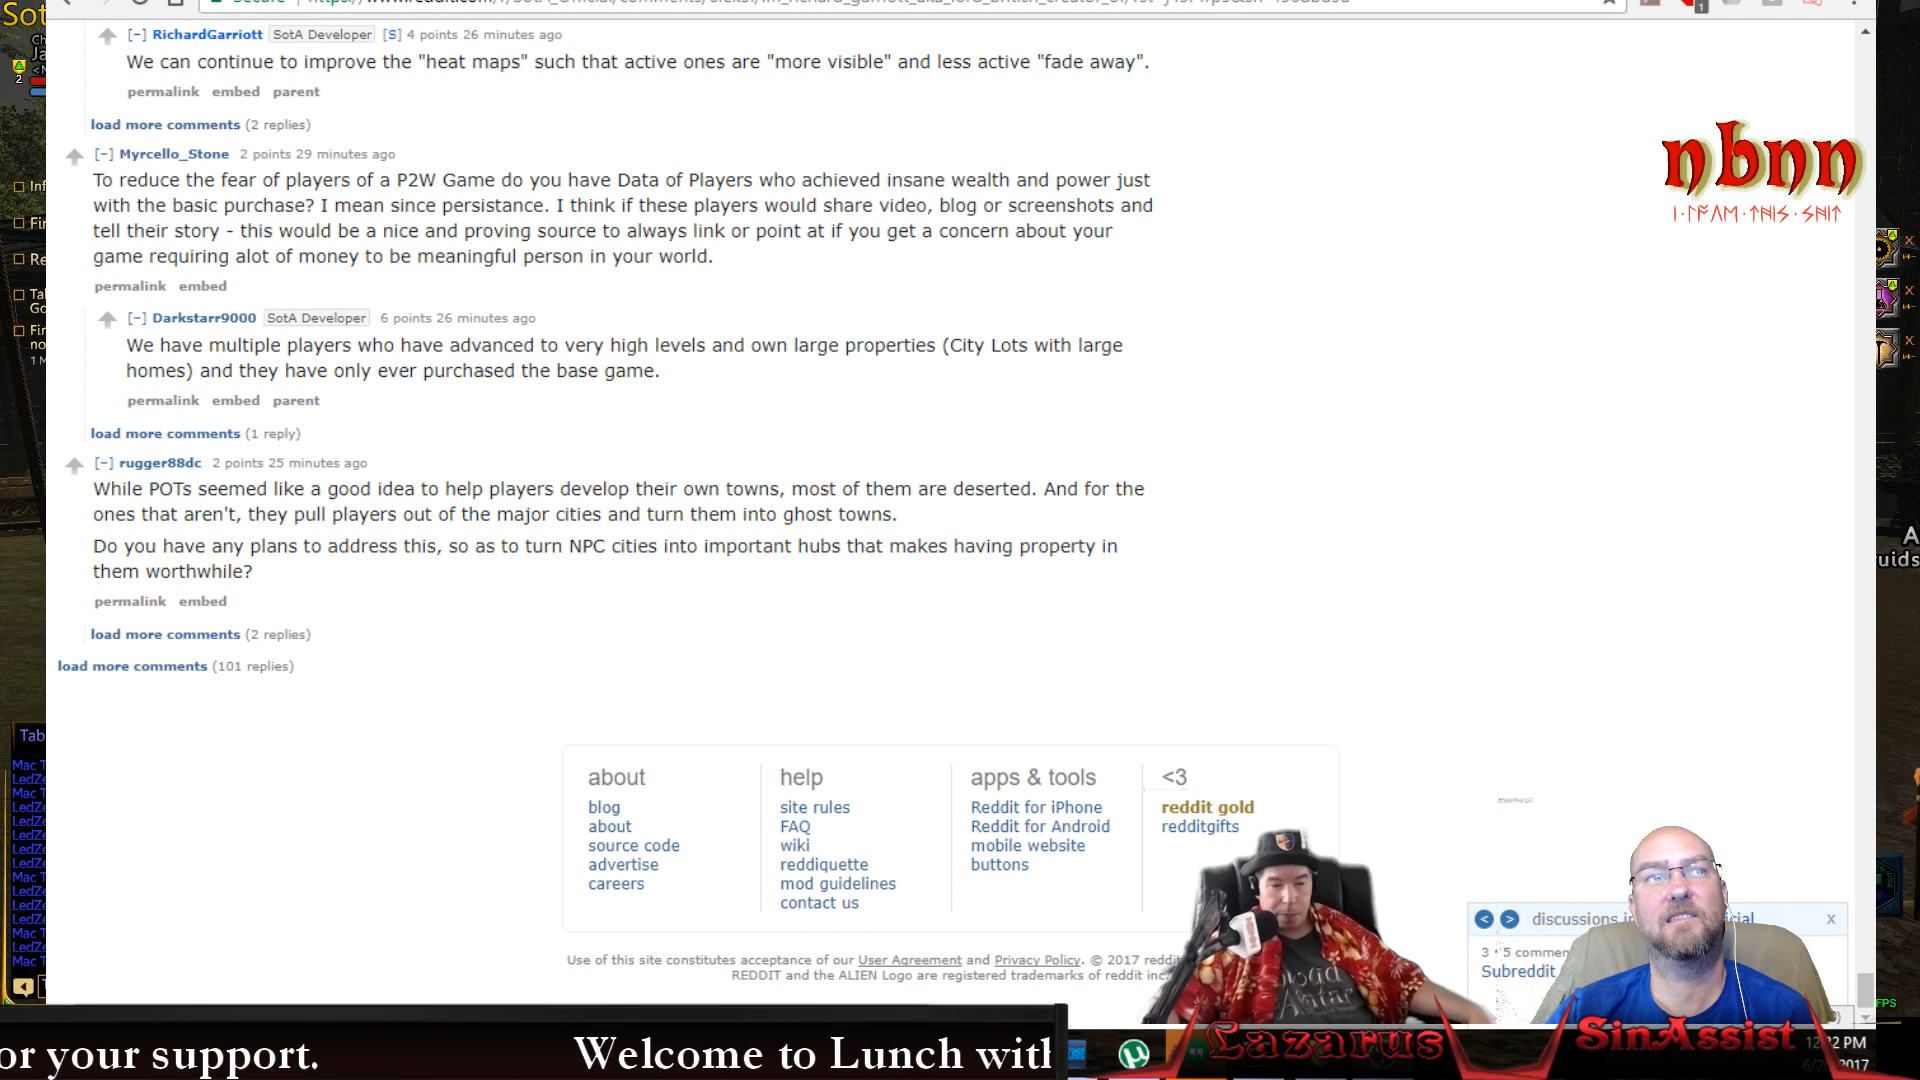 [-] RichardGarriott SotA Developer [S] 4 points 26 minutes ago
We can continue to improve the "heat maps" such that active ones are "more visible" and less active "fade away".
permalink embed parent
load more comments (2 replies)
[-] Myrcello_Stone 2 points 29 minutes ago
To reduce the fear of players of a P2W Game do you have Data of Players who achieved insane wealth and power just
with the basic purchase? I mean since persistance. I think if these players would share video, blog or screenshots and
tell their story - this would be a nice and proving source to always link or point at if you get a concern about your
game requiring alot of money to be meaningful person in your world.
permalink embed
[-] Darkstarr9000 SotA Developer 6 points 26 minutes ago
We have multiple players who have advanced to very high levels and own large properties (City Lots with large
homes) and they have only ever purchased the base game.
permalink embed parent
load more comments (1 reply)
[-] rugger88dc 2 points 25 minutes ago
While POTs seemed like a good idea to help players develop their own towns, most of them are deserted. And for the
ones that aren't, they pull players out of the major cities and turn them into ghost towns.
Do you have any plans to address this, so as to turn NPC cities into important hubs that makes having property in
them worthwhile?
permalink embed
load more comments (2 replies)
load more comments (101 replies)
nbnn
about
blog
about
source code
advertise
careers
help
site rules
FAQ
wiki
reddiquette
mod guidelines
contact us
apps & tools
Reddit for iPhone
Reddit for Android
mobile website
buttons
<3
reddit gold
redditgifts
Use of this site constitutes acceptance of our User Agreement and Privacy Policy. © 2017 reddit
REDDIT and the ALIEN Logo are registered trademarks of reddit inc.
discussions in
Subreddit
Lazarus
SinAssist
or your support. Welcome to Lunch with
FPS